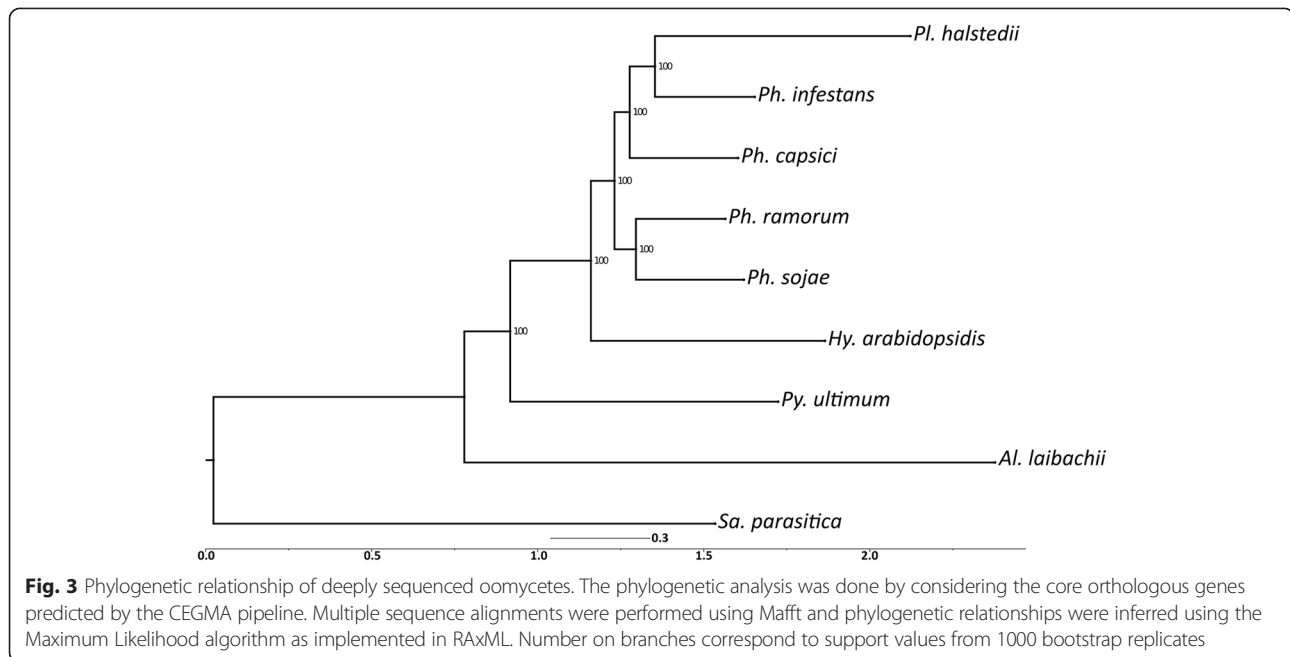 Pl. halstedii
100
Ph. infestans
100
Ph. capsici
100
Ph. ramorum
100
Ph. sojae
100
Hy. arabidopsidis
100
Py. ultimum
Al. laibachii
Sa. parasitica
0.3
0.0 0.5 1.0 1.5 2.0
Fig. 3 Phylogenetic relationship of deeply sequenced oomycetes. The phylogenetic analysis was done by considering the core orthologous genes
predicted by the CEGMA pipeline. Multiple sequence alignments were performed using Mafft and phylogenetic relationships were inferred using the
Maximum Likelihood algorithm as implemented in RAxML. Number on branches correspond to support values from 1000 bootstrap replicates